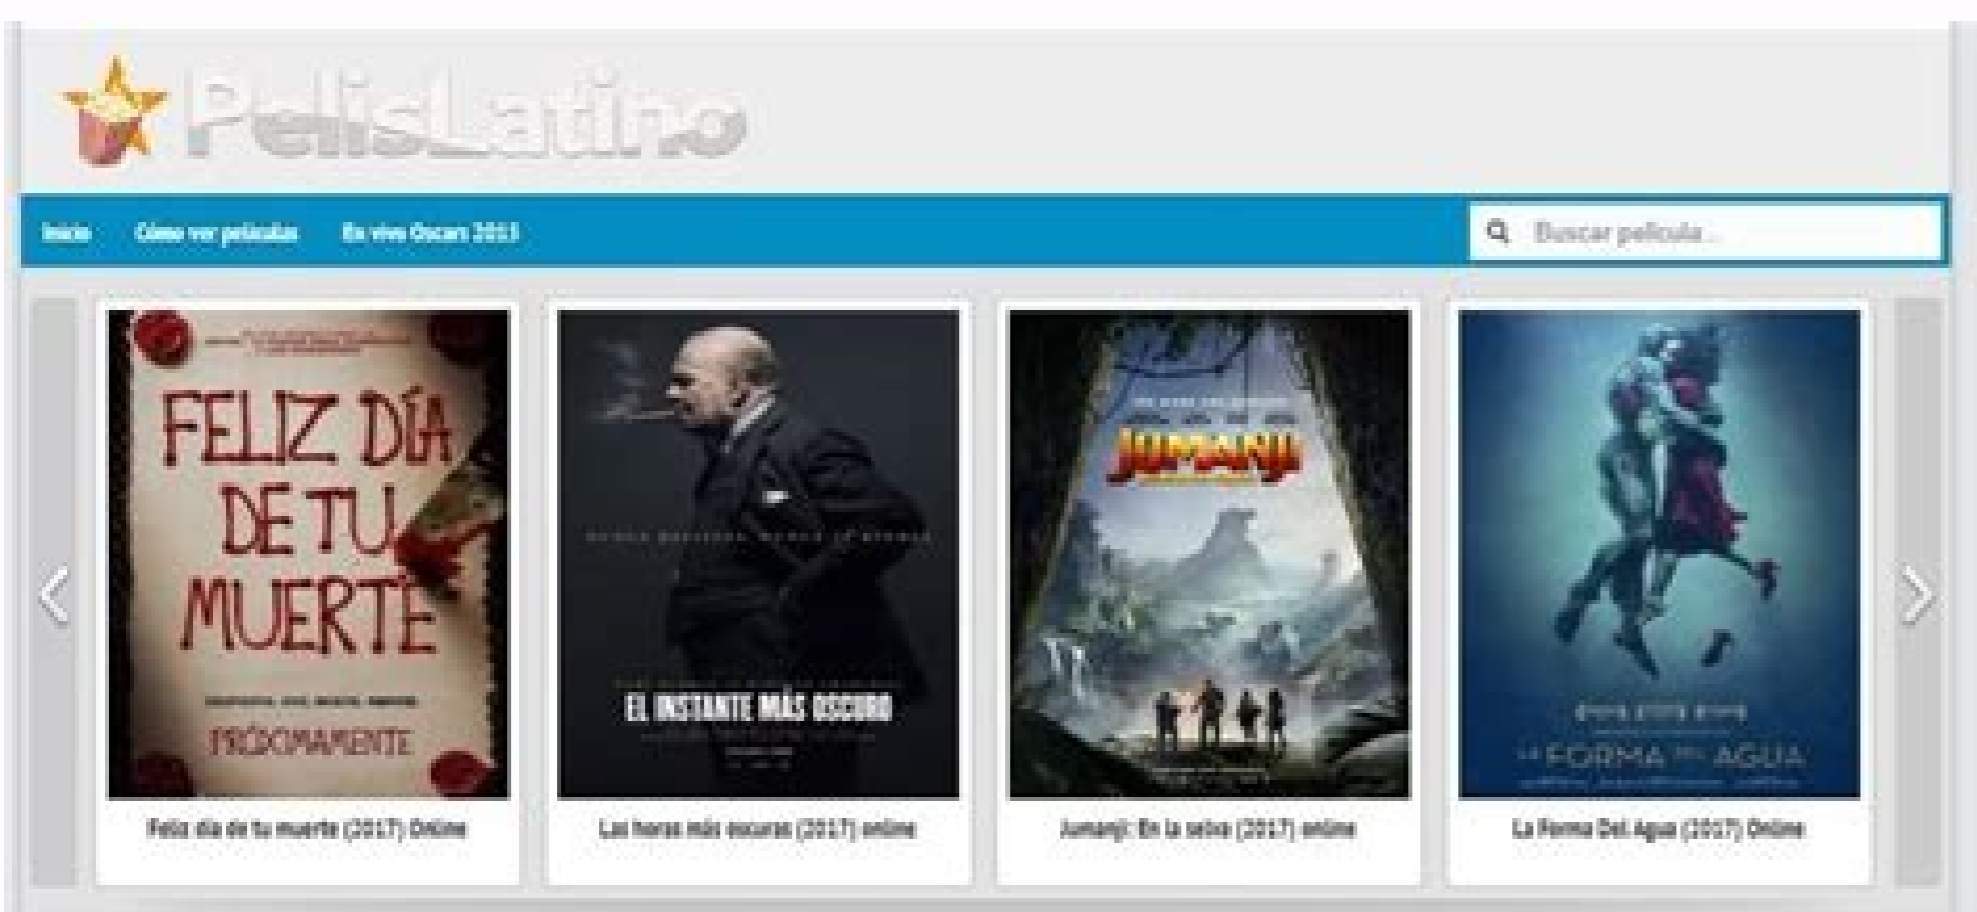 PelisLatino
Inicio Cómo ver películas En vivo Oscars 2013
Buscar película...
FELIZ DÍA
DE TU
MUERTE
PRÓXIMAMENTE
EL INSTANTE MÁS OSCURO
JUMANJI
LA FORMA DEL AGUA
Feliz día de tu muerte (2017) Online
Las horas más oscuras (2017) online
Jumanji: En la selva (2017) online
La Forma Del Agua (2017) Online